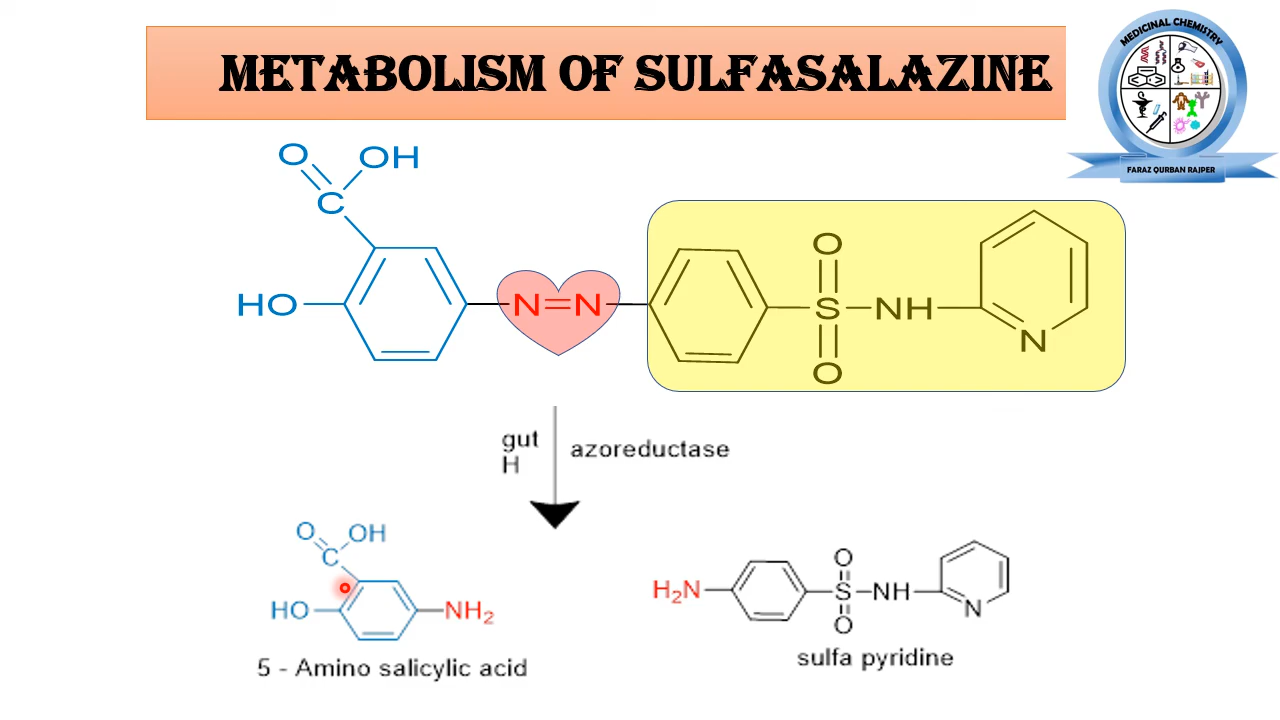 METABOLISM OF SULFASALAZINE
MEDICINAL CHEMISTRY
FARAZ QURBAN RAJPER
O OH
C
HO N=N S NH N
O
O
gut
H
azoreductase
O OH
C
HO NH₂
5 - Amino salicylic acid
O
H₂N S NH N
O
sulfa pyridine